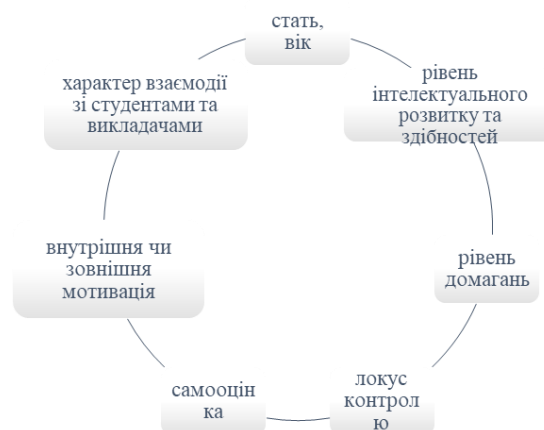 стать,
вік
рівень
інтелектуального
розвитку та
здібностей
рівень
домагань
локус
контрол
ю
самооцін
ка
внутрішня чи
зовнішня
мотивація
характер взаємодії
зі студентами та
викладачами